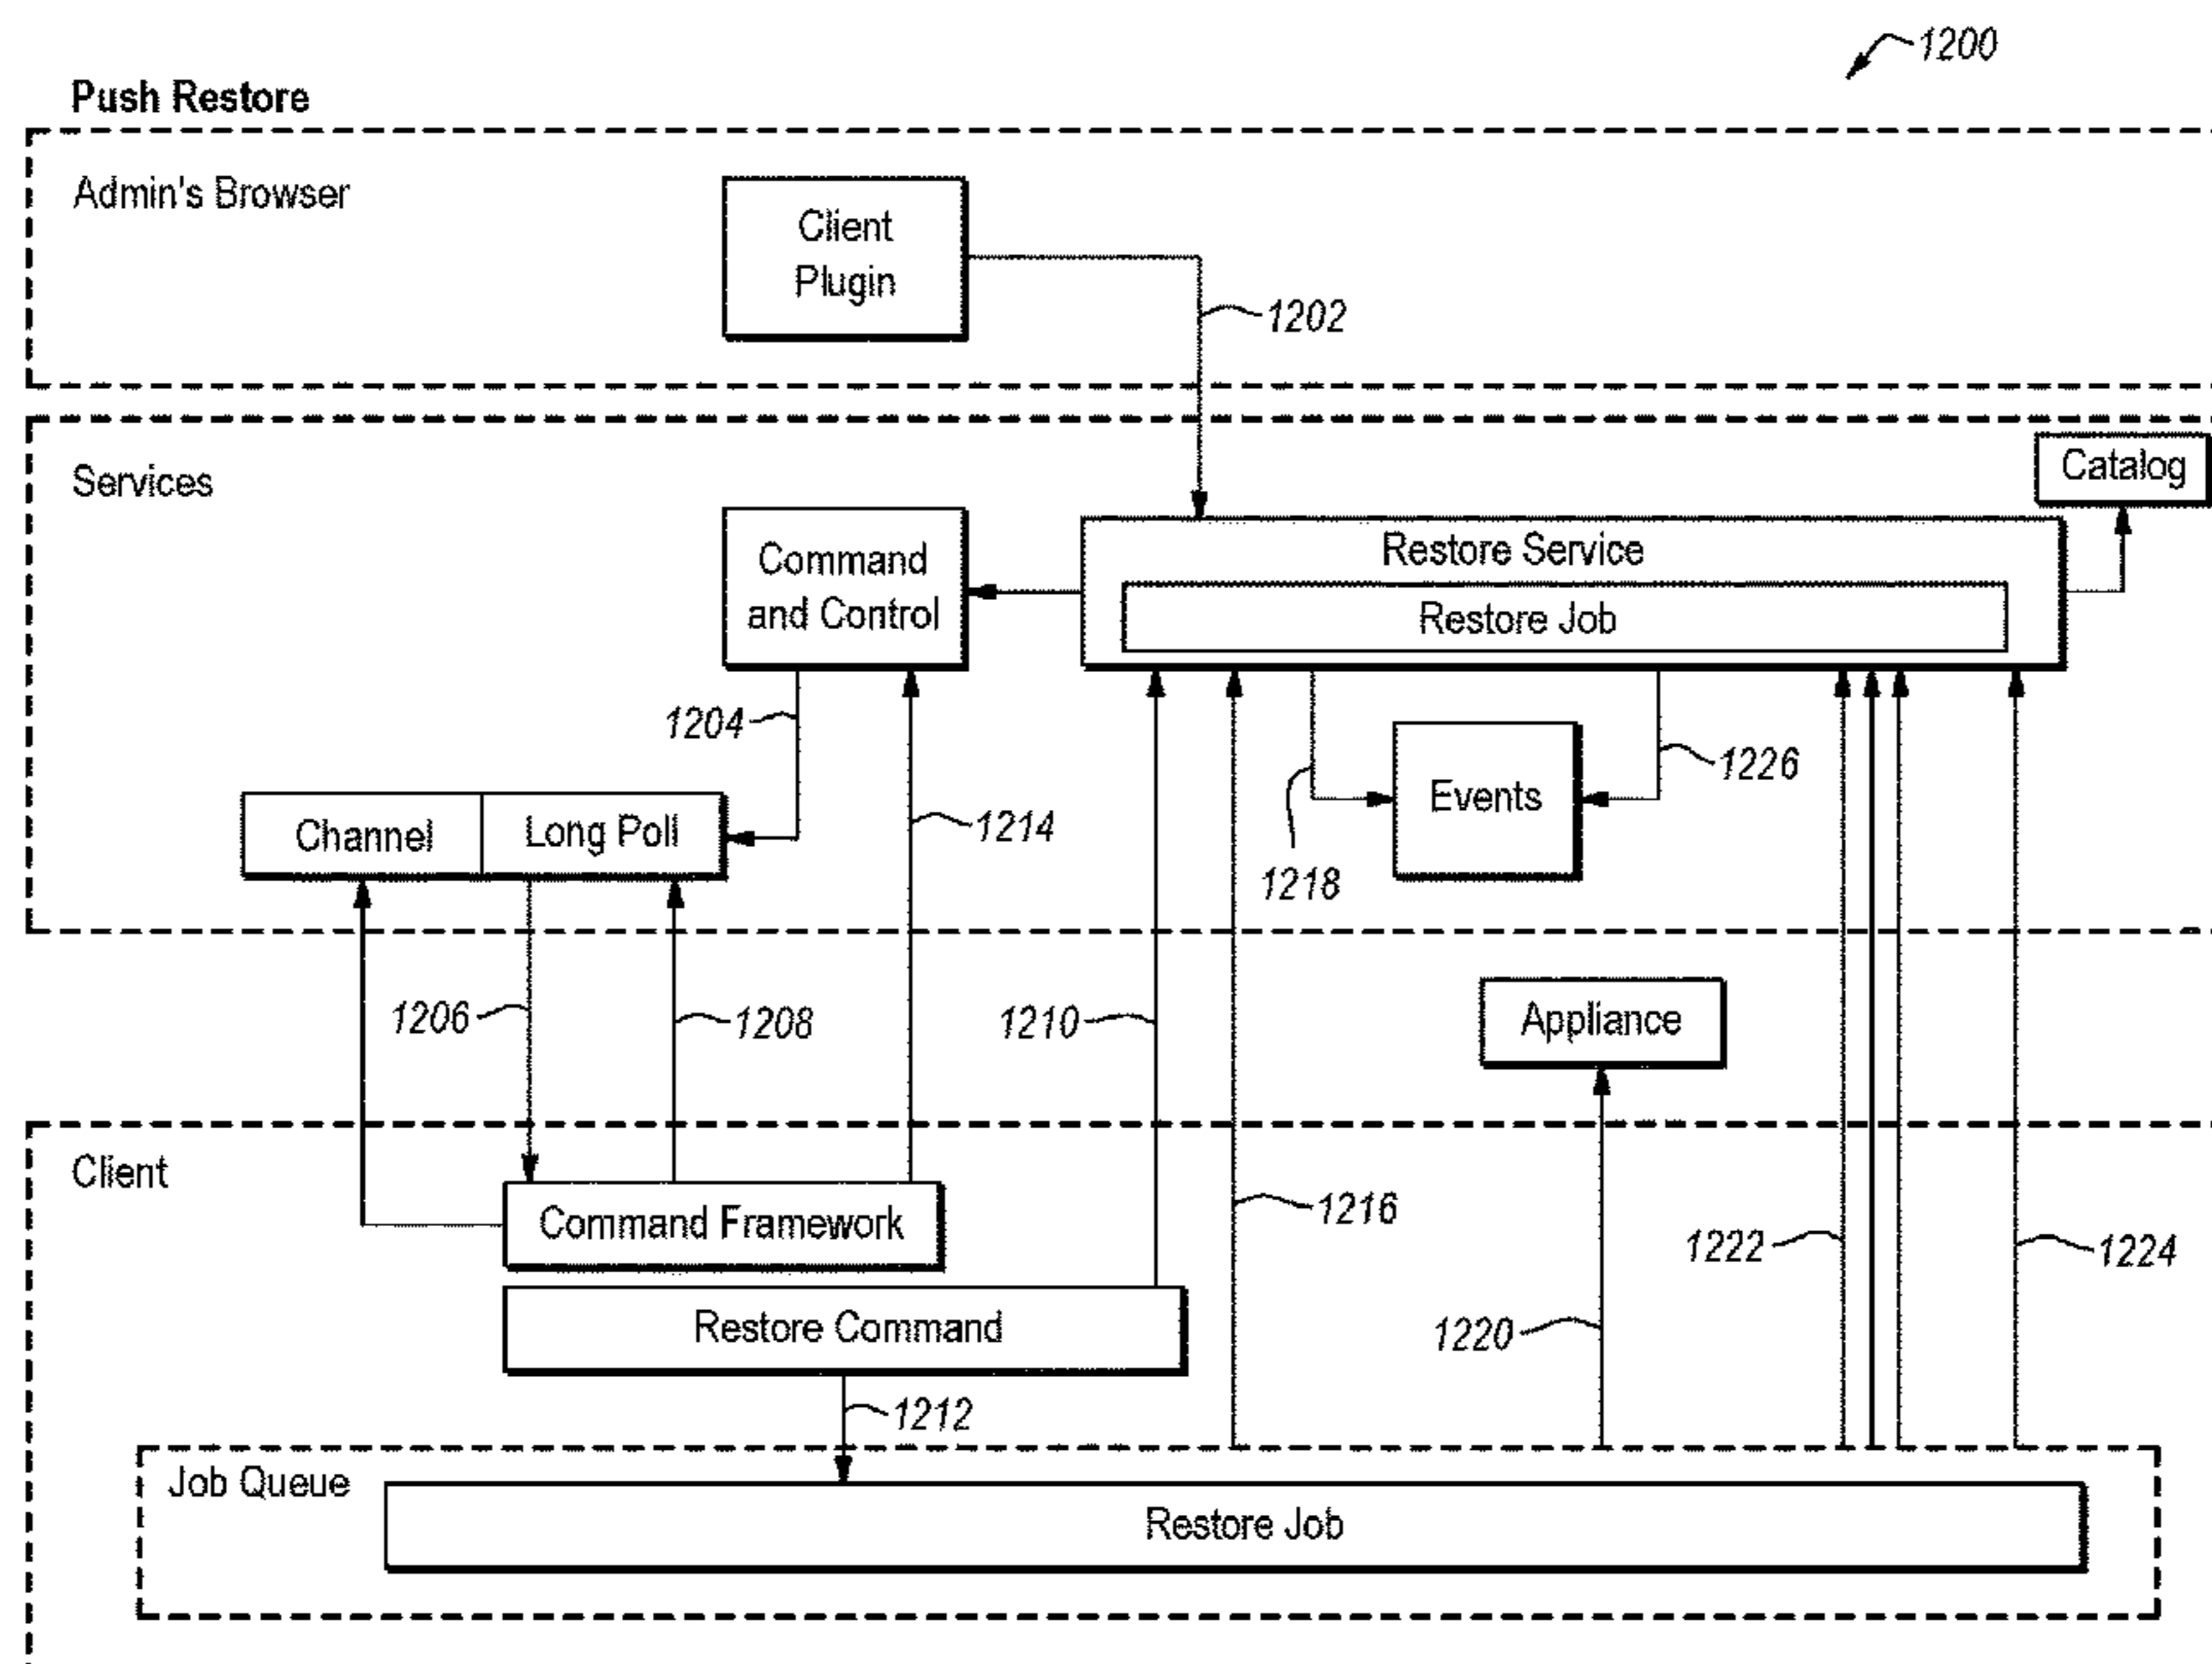 1200
Push Restore
Admin's Browser
Client
Plugin
1202
Services
Catalog
Command
and Control
Restore Service
Restore Job
1204
1226
Events
Channel
Long Poll
1214
1218
1206
1208
1210
Appliance
Client
Command Framework
1216
1222
1224
Restore Command
1220
1212
Job Queue
Restore Job